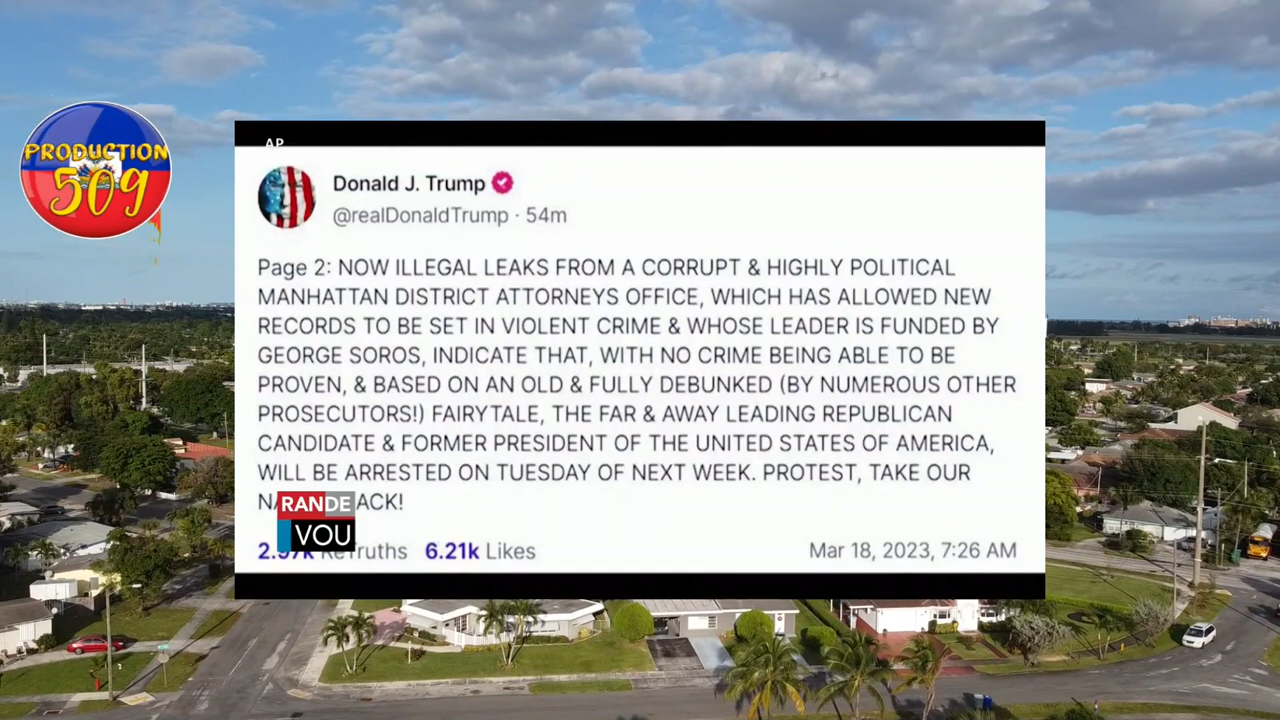 PRODUCTION
509
AP
Donald J. Trump
@realDonaldTrump · 54m
Page 2: NOW ILLEGAL LEAKS FROM A CORRUPT & HIGHLY POLITICAL
MANHATTAN DISTRICT ATTORNEYS OFFICE, WHICH HAS ALLOWED NEW
RECORDS TO BE SET IN VIOLENT CRIME & WHOSE LEADER IS FUNDED BY
GEORGE SOROS, INDICATE THAT, WITH NO CRIME BEING ABLE TO BE
PROVEN, & BASED ON AN OLD & FULLY DEBUNKED (BY NUMEROUS OTHER
PROSECUTORS!) FAIRYTALE, THE FAR & AWAY LEADING REPUBLICAN
CANDIDATE & FORMER PRESIDENT OF THE UNITED STATES OF AMERICA,
WILL BE ARRESTED ON TUESDAY OF NEXT WEEK. PROTEST, TAKE OUR
RANDE
VOU
6.21k Likes
Mar 18, 2023, 7:26 AM